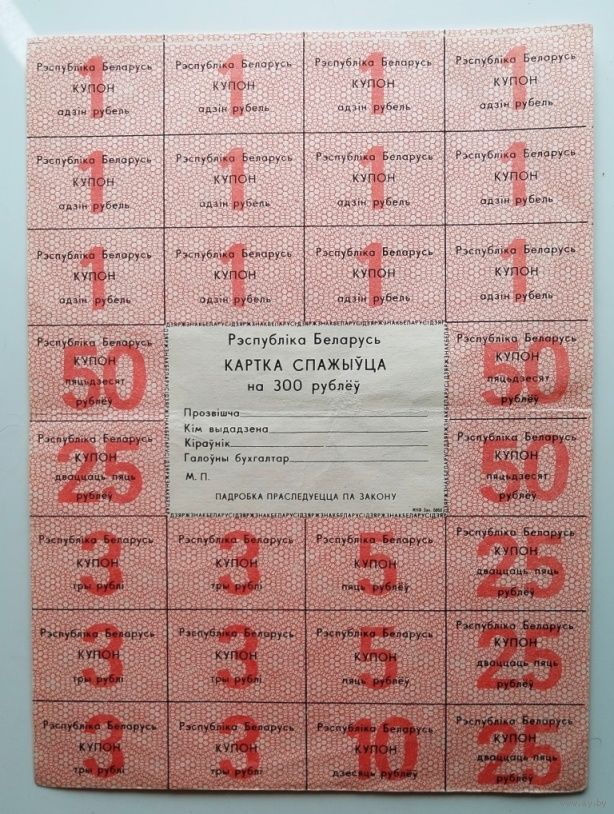 Рэспубліка Беларусь Рэспубліка Беларусь Рэспубліка Беларусь Рэспубліка Беларусь
1 КУПОН 1 КУПОН 1 КУПОН 1 КУПОН
адзін рубель адзін рубель адзін рубель адзін рубель
Рэспубліка Беларусь Рэспубліка Беларусь Рэспубліка Беларусь Рэспубліка Беларусь
1 КУПОН 1 КУПОН 1 КУПОН 1 КУПОН
адзін рубель адзін рубель адзін рубель адзін рубель
Рэспубліка Беларусь Рэспубліка Беларусь Рэспубліка Беларусь Рэспубліка Беларусь
1 КУПОН 1 КУПОН 1 КУПОН 1 КУПОН
адзін рубель адзін рубель адзін рубель адзін рубель
Рэспубліка Беларусь
50 КУПОН
пяцьдзесят
рублёў
Рэспубліка Беларусь
25 КУПОН
дваццаць пяць
рублёў
Рэспубліка Беларусь
КАРТКА СПАЖЫЎЦА
на 300 рублёў
Прозвішча
Кім выдадзена
Кіраўнік
Галоўны бухгалтар
М. П.
ПАДРОБКА ПРАСЛЕДУЕЦЦА ПА ЗАКОНУ
Рэспубліка Беларусь
50 КУПОН
пяцьдзесят
рублёў
Рэспубліка Беларусь
50 КУПОН
пяцьдзесят
рублёў
Рэспубліка Беларусь Рэспубліка Беларусь Рэспубліка Беларусь Рэспубліка Беларусь
3 КУПОН 3 КУПОН 5 КУПОН 25 КУПОН
тры рублі тры рублі пяць рублёў дваццаць пяць
рублёў
Рэспубліка Беларусь Рэспубліка Беларусь Рэспубліка Беларусь Рэспубліка Беларусь
3 КУПОН 3 КУПОН 5 КУПОН 25 КУПОН
тры рублі тры рублі пяць рублёў дваццаць пяць
рублёў
Рэспубліка Беларусь Рэспубліка Беларусь Рэспубліка Беларусь Рэспубліка Беларусь
3 КУПОН 3 КУПОН 10 КУПОН 25 КУПОН
тры рублі тры рублі дзесяць рублёў дваццаць пяць
рублёў